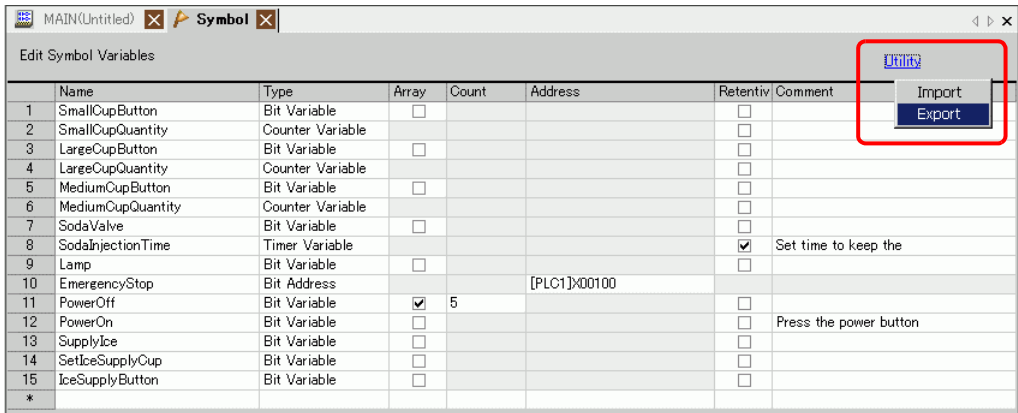 MAIN(Untitled) Symbol
Edit Symbol Variables
Utility
Import
Export
Name Type Array Count Address Retentiv Comment
1 SmallCupButton Bit Variable
2 SmallCupQuantity Counter Variable
3 LargeCupButton Bit Variable
4 LargeCupQuantity Counter Variable
5 MediumCupButton Bit Variable
6 MediumCupQuantity Counter Variable
7 SodaValve Bit Variable
8 SodaInjectionTime Timer Variable Set time to keep the
9 Lamp Bit Variable
10 EmergencyStop Bit Address [PLC1]X00100
11 PowerOff Bit Variable 5
12 PowerOn Bit Variable Press the power button
13 SupplyIce Bit Variable
14 SetIceSupplyCup Bit Variable
15 IceSupplyButton Bit Variable
*